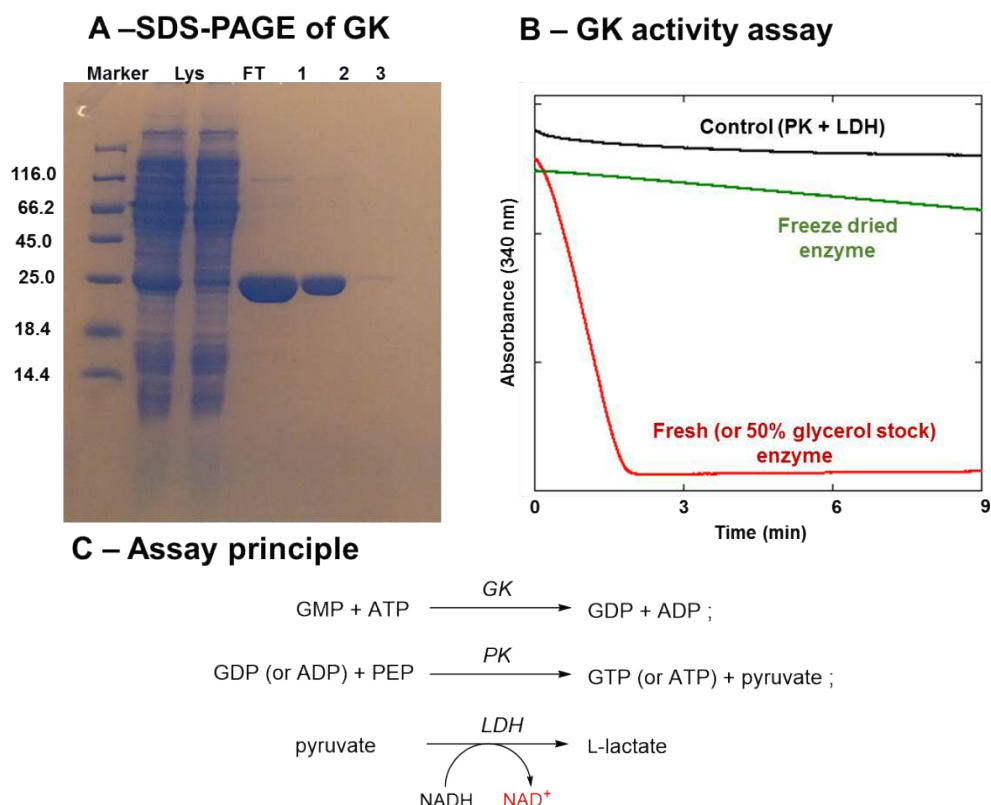 A –SDS-PAGE of GK
Marker Lys FT 1 2 3
116.0
66.2
45.0
25.0
18.4
14.4
B – GK activity assay
Control (PK + LDH)
Freeze dried
enzyme
Fresh (or 50% glycerol stock)
enzyme
Absorbance (340 nm)
0 3 6 9
Time (min)
C – Assay principle
GK
GMP + ATP GDP + ADP ;
PK
GDP (or ADP) + PEP GTP (or ATP) + pyruvate ;
LDH
pyruvate L-lactate
NADH NAD+